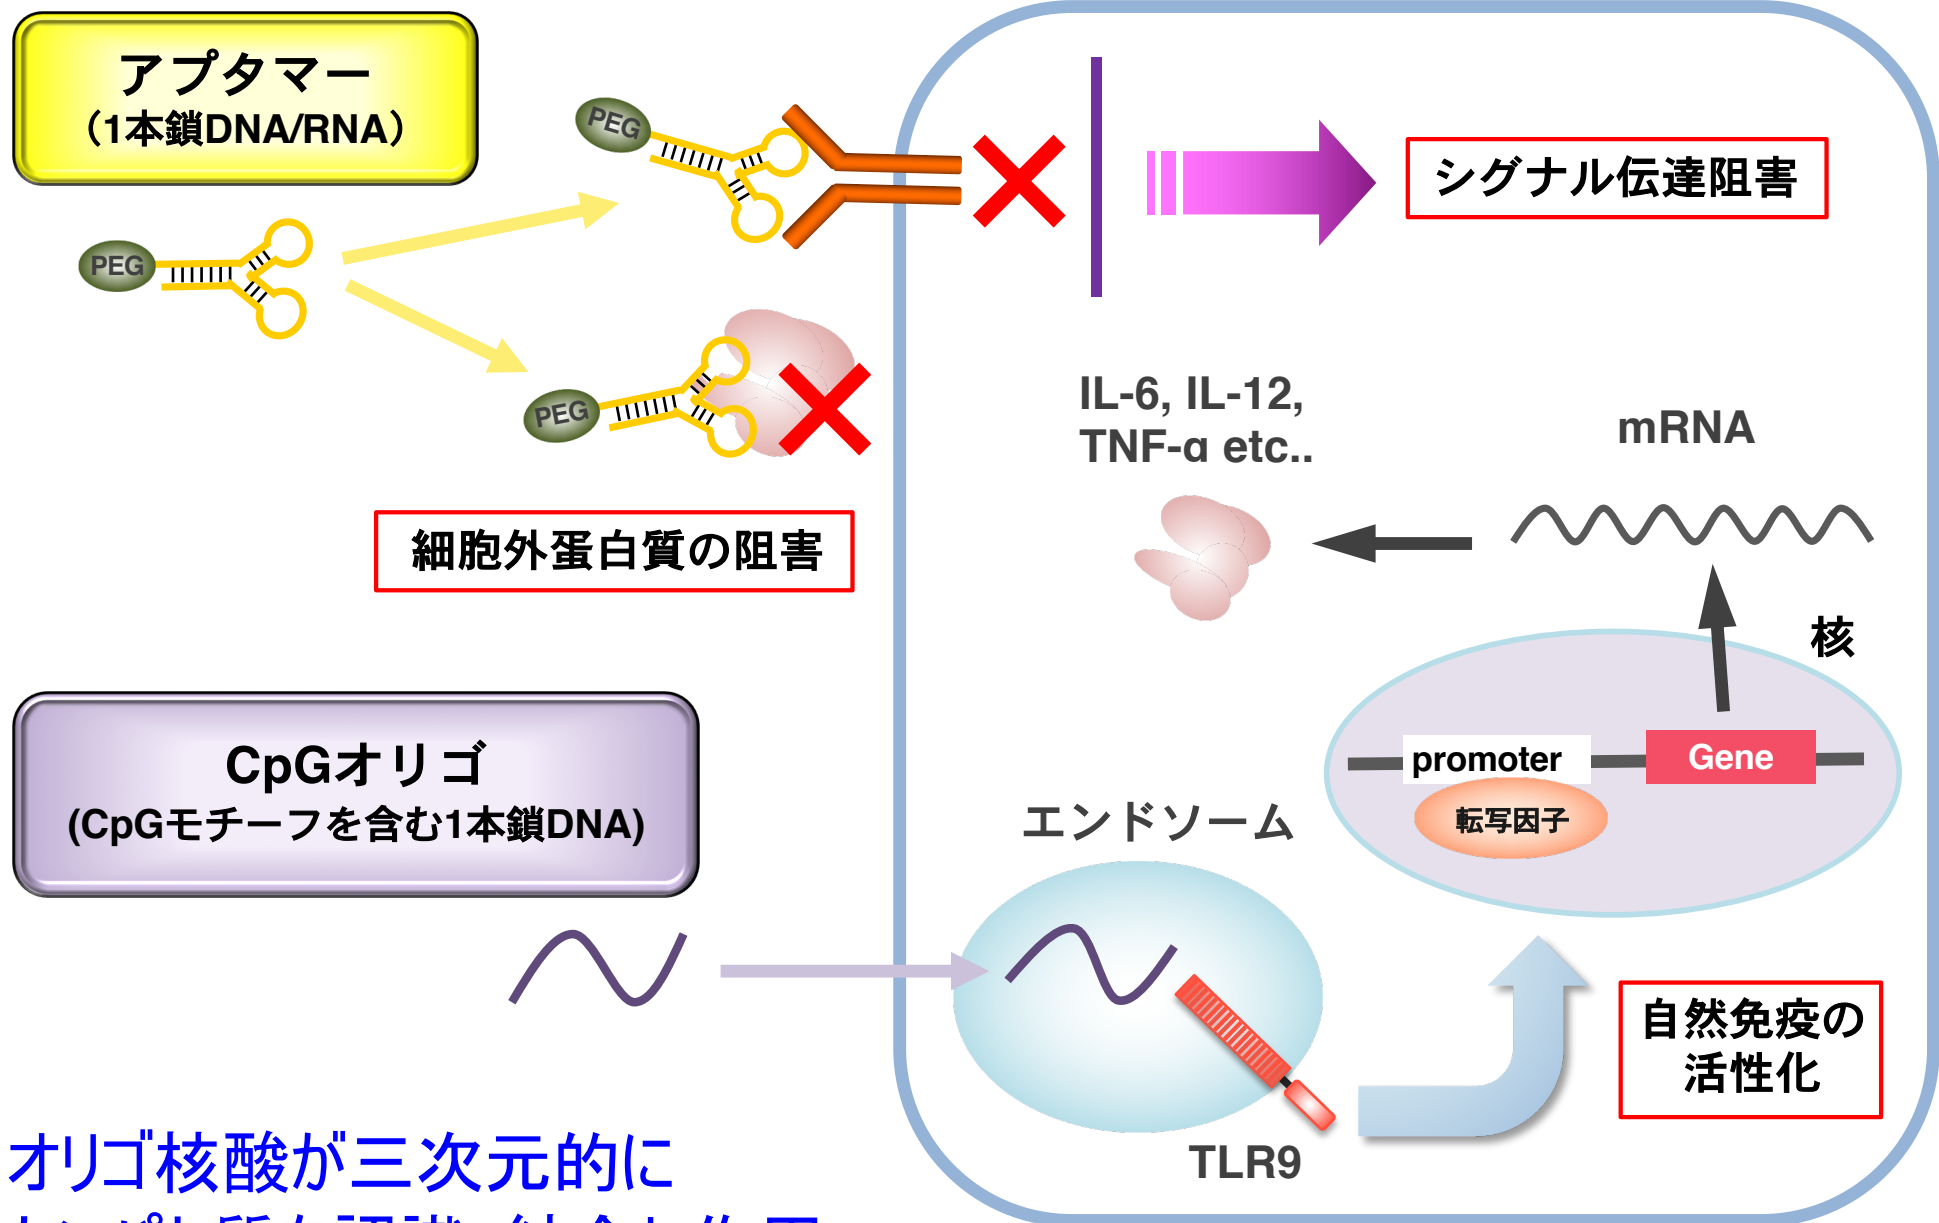 アプタマー
（1本鎖DNA/RNA）
PEG
PEG
PEG
シグナル伝達阻害
細胞外蛋白質の阻害
IL-6, IL-12,
TNF-α etc..
mRNA
核
promoter
Gene
転写因子
CpGオリゴ
(CpGモチーフを含む1本鎖DNA)
エンドソーム
TLR9
自然免疫の
活性化
オリゴ核酸が三次元的に